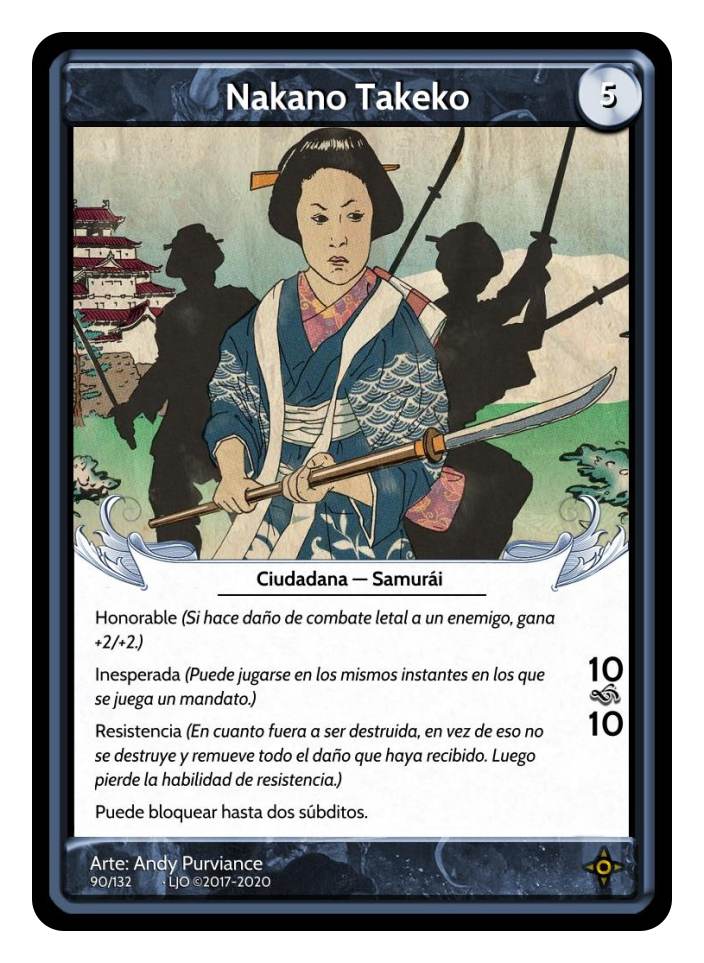 Nakano Takeko
5
Ciudadana — Samurái
Honorable (Si hace daño de combate letal a un enemigo, gana
+2/+2.)
Inesperada (Puede jugarse en los mismos instantes en los que
se juega un mandato.)
Resistencia (En cuanto fuera a ser destruida, en vez de eso no
se destruye y remueve todo el daño que haya recibido. Luego
pierde la habilidad de resistencia.)
Puede bloquear hasta dos súbditos.
10
10
Arte: Andy Purviance
90/132 · LJO ©2017-2020